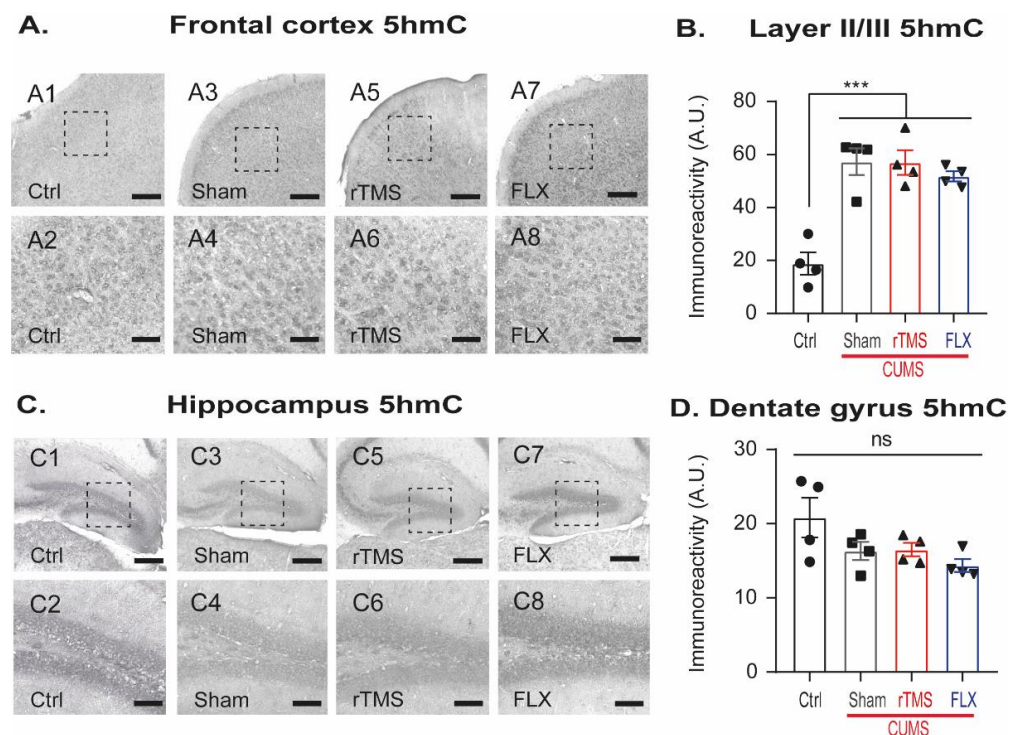 A. Frontal cortex 5hmC
A1 A3 A5 A7
Ctrl Sham rTMS FLX
A2 A4 A6 A8
Ctrl Sham rTMS FLX
B. Layer II/III 5hmC
***
Immunoreactivity (A.U.)
80
60
40
20
0
Ctrl Sham rTMS FLX
CUMS
C. Hippocampus 5hmC
C1 C3 C5 C7
Ctrl Sham rTMS FLX
C2 C4 C6 C8
Ctrl Sham rTMS FLX
D. Dentate gyrus 5hmC
ns
Immunoreactivity (A.U.)
30
20
10
0
Ctrl Sham rTMS FLX
CUMS